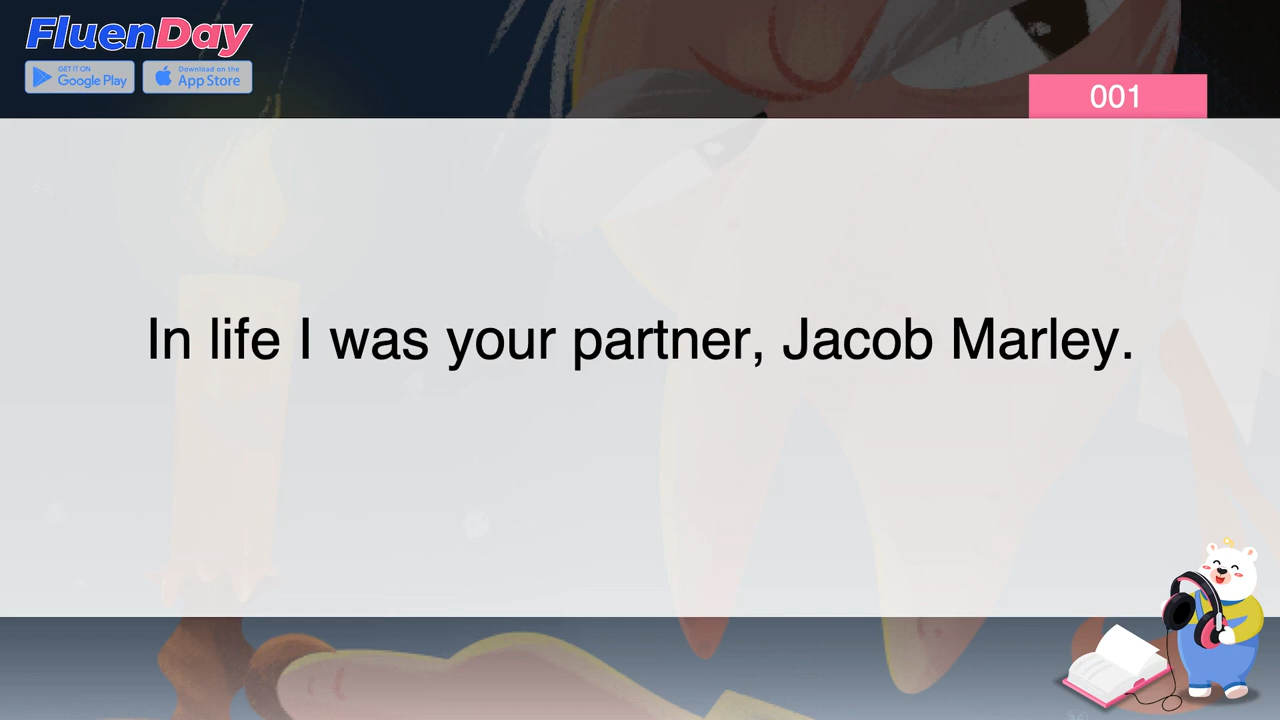 FluenDay
GET IT ON
Google Play
Download on the
App Store
001
In life I was your partner, Jacob Marley.